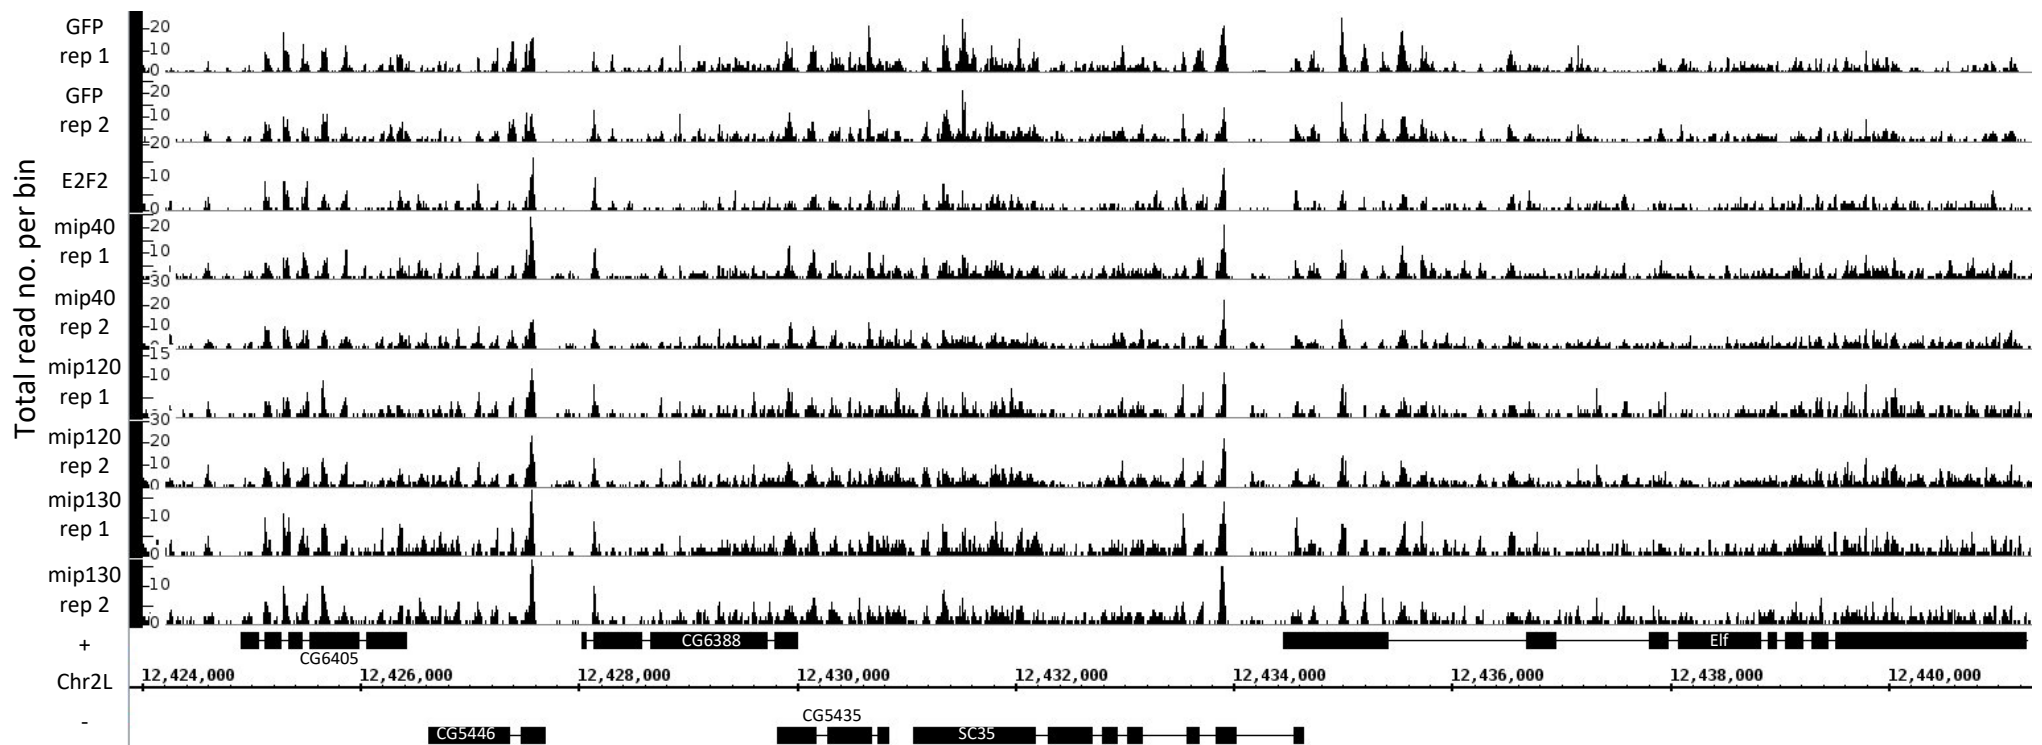 Total read no. per bin
GFP
rep 1
20
10
0
GFP
rep 2
20
10
E2F2
20
10
0
mip40
rep 1
20
10
mip40
rep 2
30
20
10
mip120
rep 1
15
10
mip120
rep 2
30
20
10
0
mip130
rep 1
10
0
mip130
rep 2
10
0
+
CG6388
Elf
CG6405
Chr2L
12,424,000 12,426,000 12,428,000 12,430,000 12,432,000 12,434,000 12,436,000 12,438,000 12,440,000
-
CG5435
CG5446
SC35